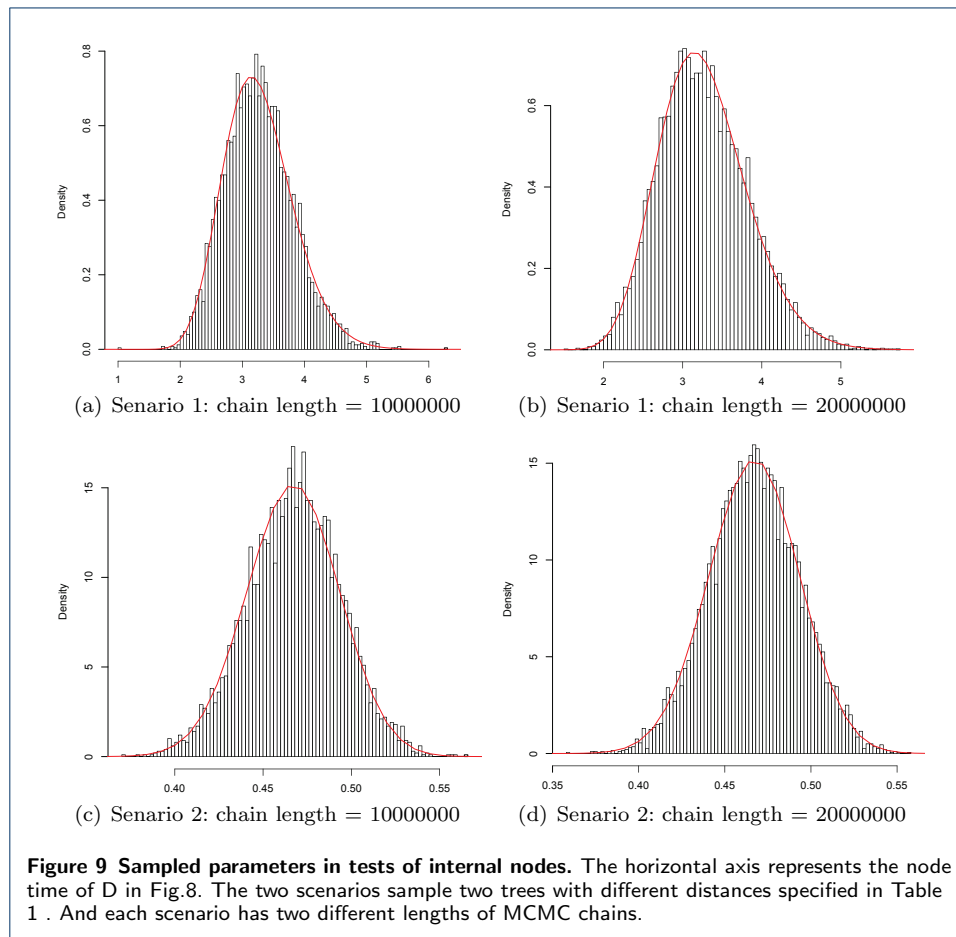 0.8
0.6
0.4
0.2
0.0
Density
1 2 3 4 5 6
(a) Senario 1: chain length = 10000000
0.6
0.4
0.2
0.0
Density
2 3 4 5
(b) Senario 1: chain length = 20000000
15
10
5
0
Density
0.40 0.45 0.50 0.55
(c) Senario 2: chain length = 10000000
15
10
5
0
Density
0.35 0.40 0.45 0.50 0.55
(d) Senario 2: chain length = 20000000
Figure 9 Sampled parameters in tests of internal nodes. The horizontal axis represents the node
time of D in Fig.8. The two scenarios sample two trees with different distances specified in Table
1 . And each scenario has two different lengths of MCMC chains.